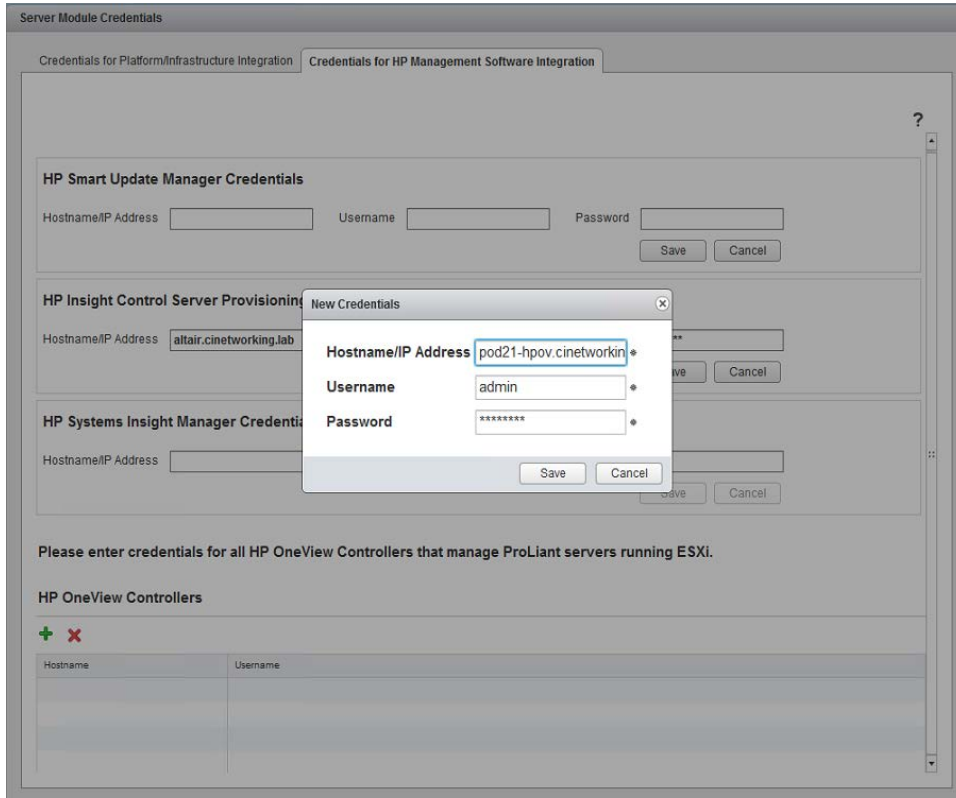 Server Module Credentials
Credentials for Platform/Infrastructure Integration Credentials for HP Management Software Integration
?
HP Smart Update Manager Credentials
Hostname/IP Address Username Password
Save Cancel
HP Insight Control Server Provisioning
New Credentials
Hostname/IP Address altair.cinetworking.lab **
Hostname/IP Address pod21-hpov.cinetworkin *
Cancel
Username admin *
HP Systems Insight Manager
Password ******** *
Hostname/IP Address
Save Cancel
Save Cancel
Please enter credentials for all HP OneView Controllers that manage ProLiant servers running ESXi.
HP OneView Controllers
Hostname Username